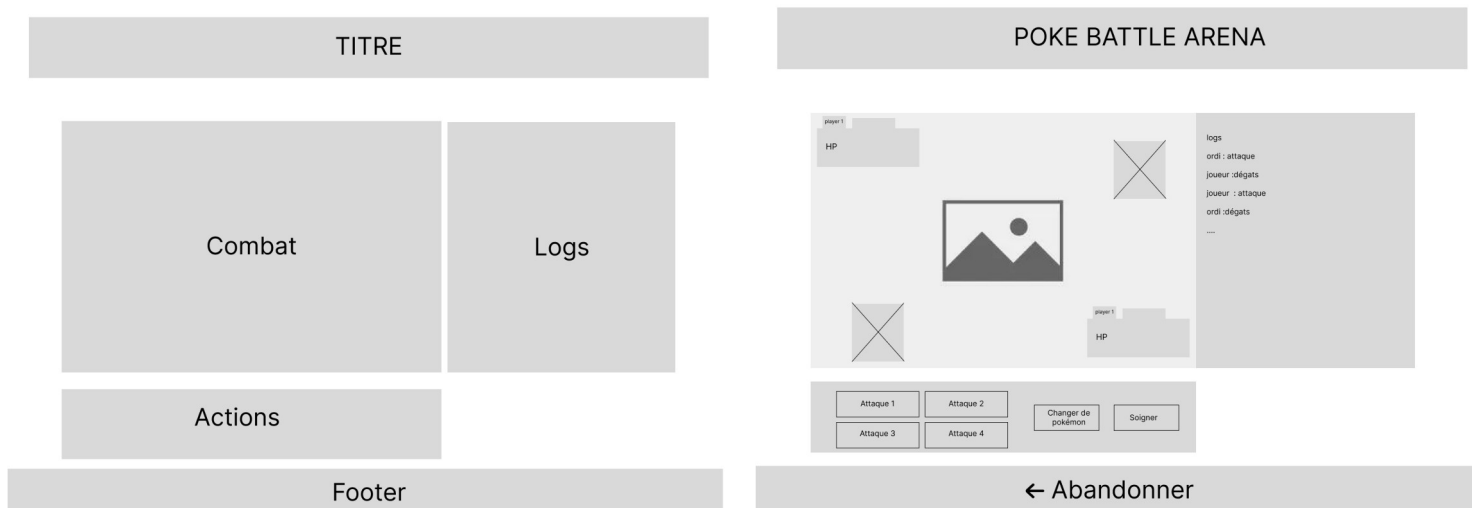 TITRE
Combat
Logs
Actions
Footer
POKE BATTLE ARENA
player 1
HP
logs
ordi : attaque
joueur :dégats
joueur : attaque
ordi :dégats
....
player 1
HP
Attaque 1
Attaque 2
Attaque 3
Attaque 4
Changer de
pokémon
Soigner
← Abandonner